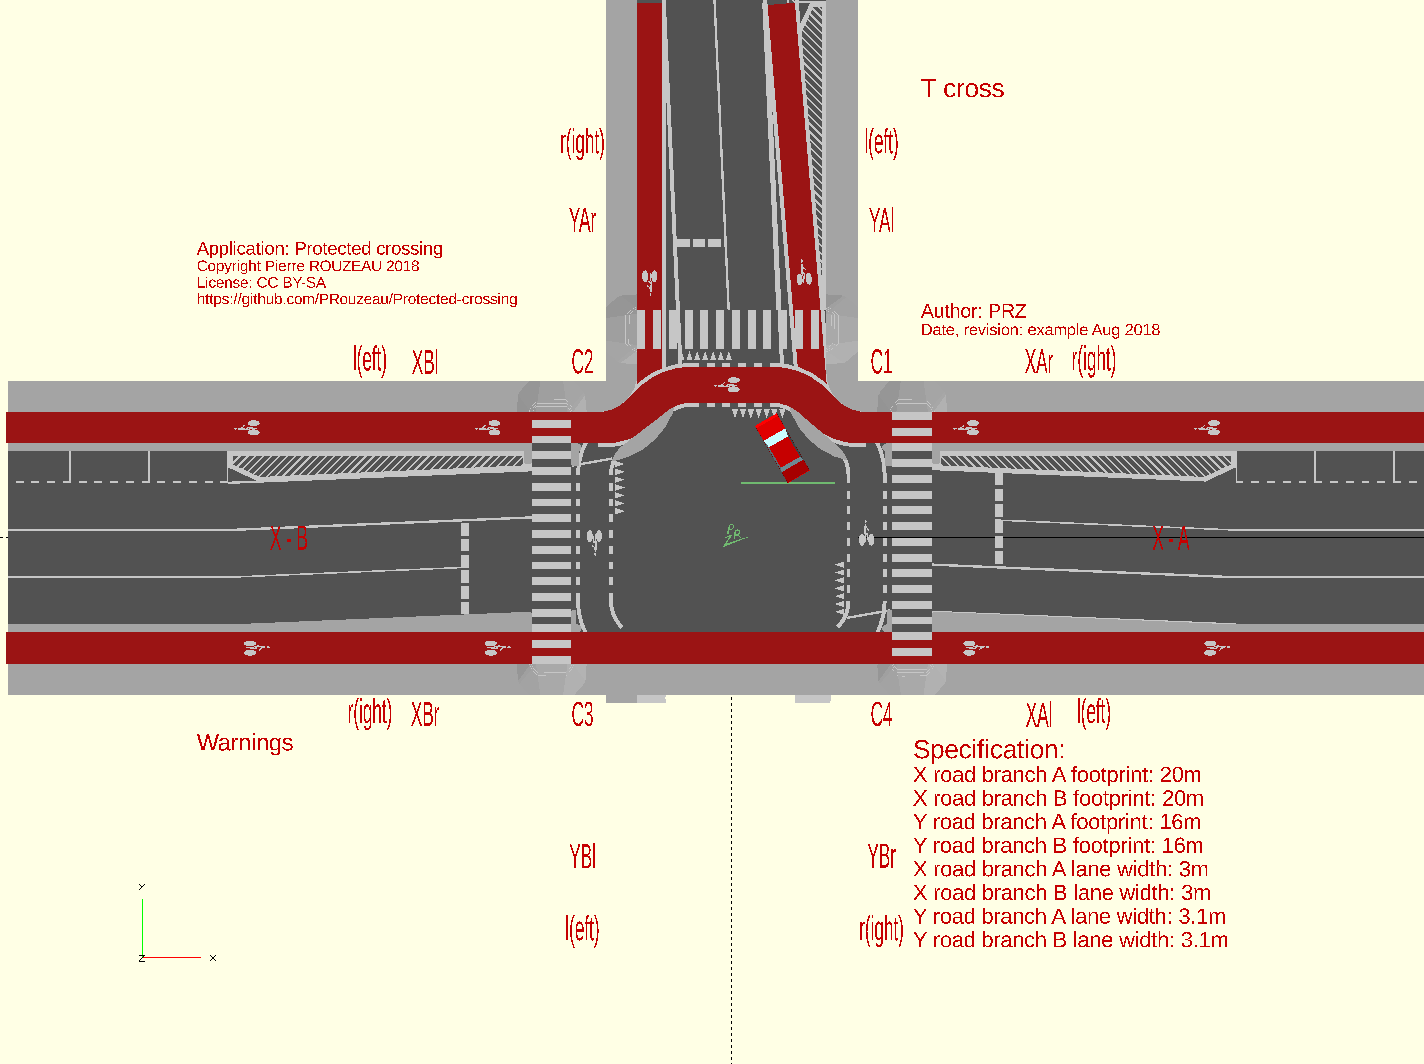 T cross
r(ight)
l(eft)
YAr
YAl
Application: Protected crossing
Copyright Pierre ROUZEAU 2018
License: CC BY-SA
https://github.com/PRouzeau/Protected-crossing
Author: PRZ
Date, revision: example Aug 2018
l(eft) XBl C2 C1 XAr r(ight)
X - B
PRZ
X - A
r(ight) XBr C3 C4 XAl l(eft)
Warnings
Specification:
X road branch A footprint: 20m
X road branch B footprint: 20m
Y road branch A footprint: 16m
Y road branch B footprint: 16m
X road branch A lane width: 3m
X road branch B lane width: 3m
Y road branch A lane width: 3.1m
Y road branch B lane width: 3.1m
YBl
YBr
l(eft)
r(ight)
Y
Z
X